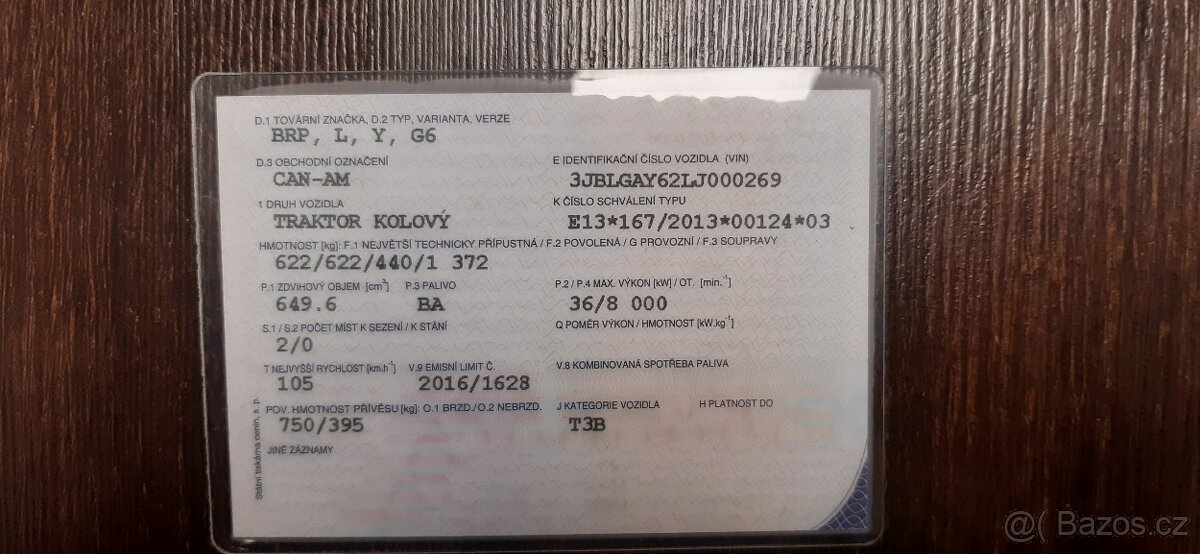 D.1 TOVÁRNÍ ZNAČKA, D.2 TYP, VARIANTA, VERZE
BRP, L, Y, G6
D.3 OBCHODNÍ OZNAČENÍ
CAN-AM
E IDENTIFIKAČNÍ ČÍSLO VOZIDLA (VIN)
3JBLGAY62LJ000269
1 DRUH VOZIDLA
TRAKTOR KOLOVÝ
K ČÍSLO SCHVÁLENÍ TYPU
E13*167/2013*00124*03
HMOTNOST [kg]: F.1 NEJVĚTŠÍ TECHNICKY PŘÍPUSTNÁ / F.2 POVOLENÁ / G PROVOZNÍ / F.3 SOUPRAVY
622/622/440/1 372
P.1 ZDVIHOVÝ OBJEM [cm³] P.3 PALIVO
649.6 BA
P.2 / P.4 MAX. VÝKON [kW] / OT. [min.⁻¹]
36/8 000
S.1 / S.2 POČET MÍST K SEZENÍ / K STÁNÍ
2/0
Q POMĚR VÝKON / HMOTNOST [kW.kg⁻¹]
T NEJVYŠŠÍ RYCHLOST [km.h⁻¹] V.9 EMISNÍ LIMIT Č.
105 2016/1628
V.8 KOMBINOVANÁ SPOTŘEBA PALIVA
POV. HMOTNOST PŘÍVĚSU [kg]: O.1 BRZD./O.2 NEBRZD.
750/395
J KATEGORIE VOZIDLA H PLATNOST DO
T3B
JINÉ ZÁZNAMY
Státní tiskárna cenin, s. p.
@( Bazos.cz